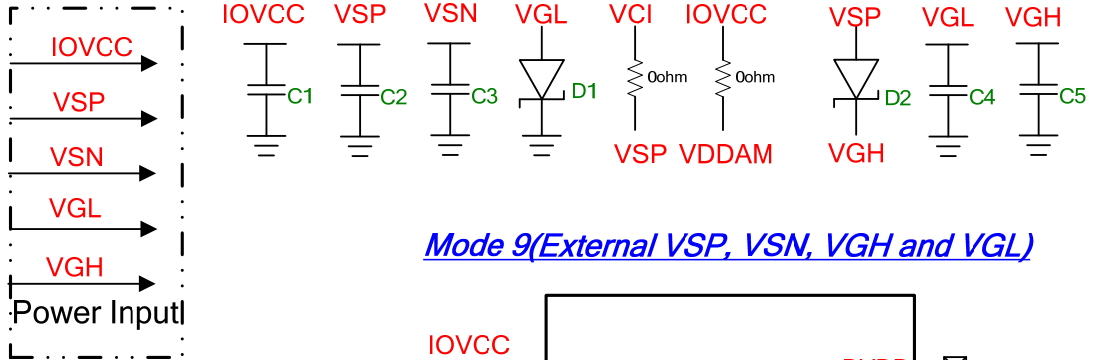 IOVCC VSP VSN VGL VCI IOVCC VSP VGL VGH
IOVCC
VSP
VSN
VGL
VGH
Power Input
C1 C2 C3 D1 0ohm 0ohm D2 C4 C5
VSP VDDAM VGH
Mode 9(External VSP, VSN, VGH and VGL)
IOVCC